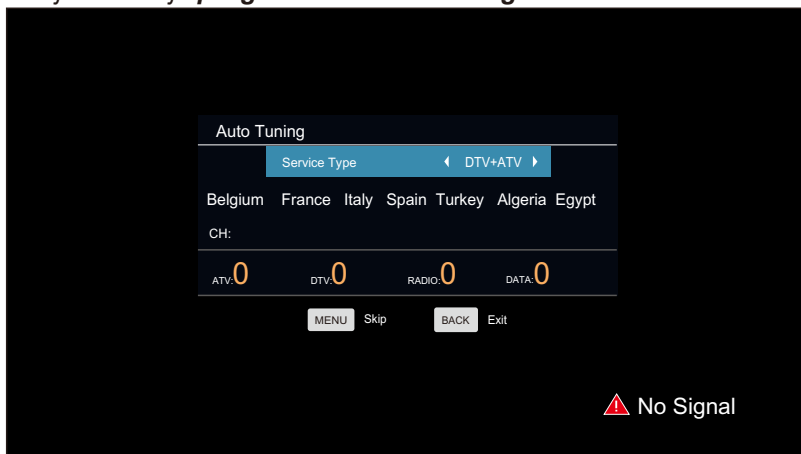 Auto Tuning
Service Type DTV+ATV
Belgium France Italy Spain Turkey Algeria Egypt
CH:
ATV:0 DTV:0 RADIO:0 DATA:0
MENU Skip BACK Exit
No Signal